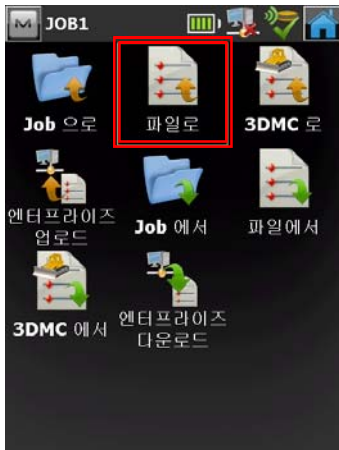 M JOB1
Job 으로 파일로 3DMC 로
엔터프라이즈
업로드
Job 에서 파일에서
3DMC 에서
엔터프라이즈
다운로드